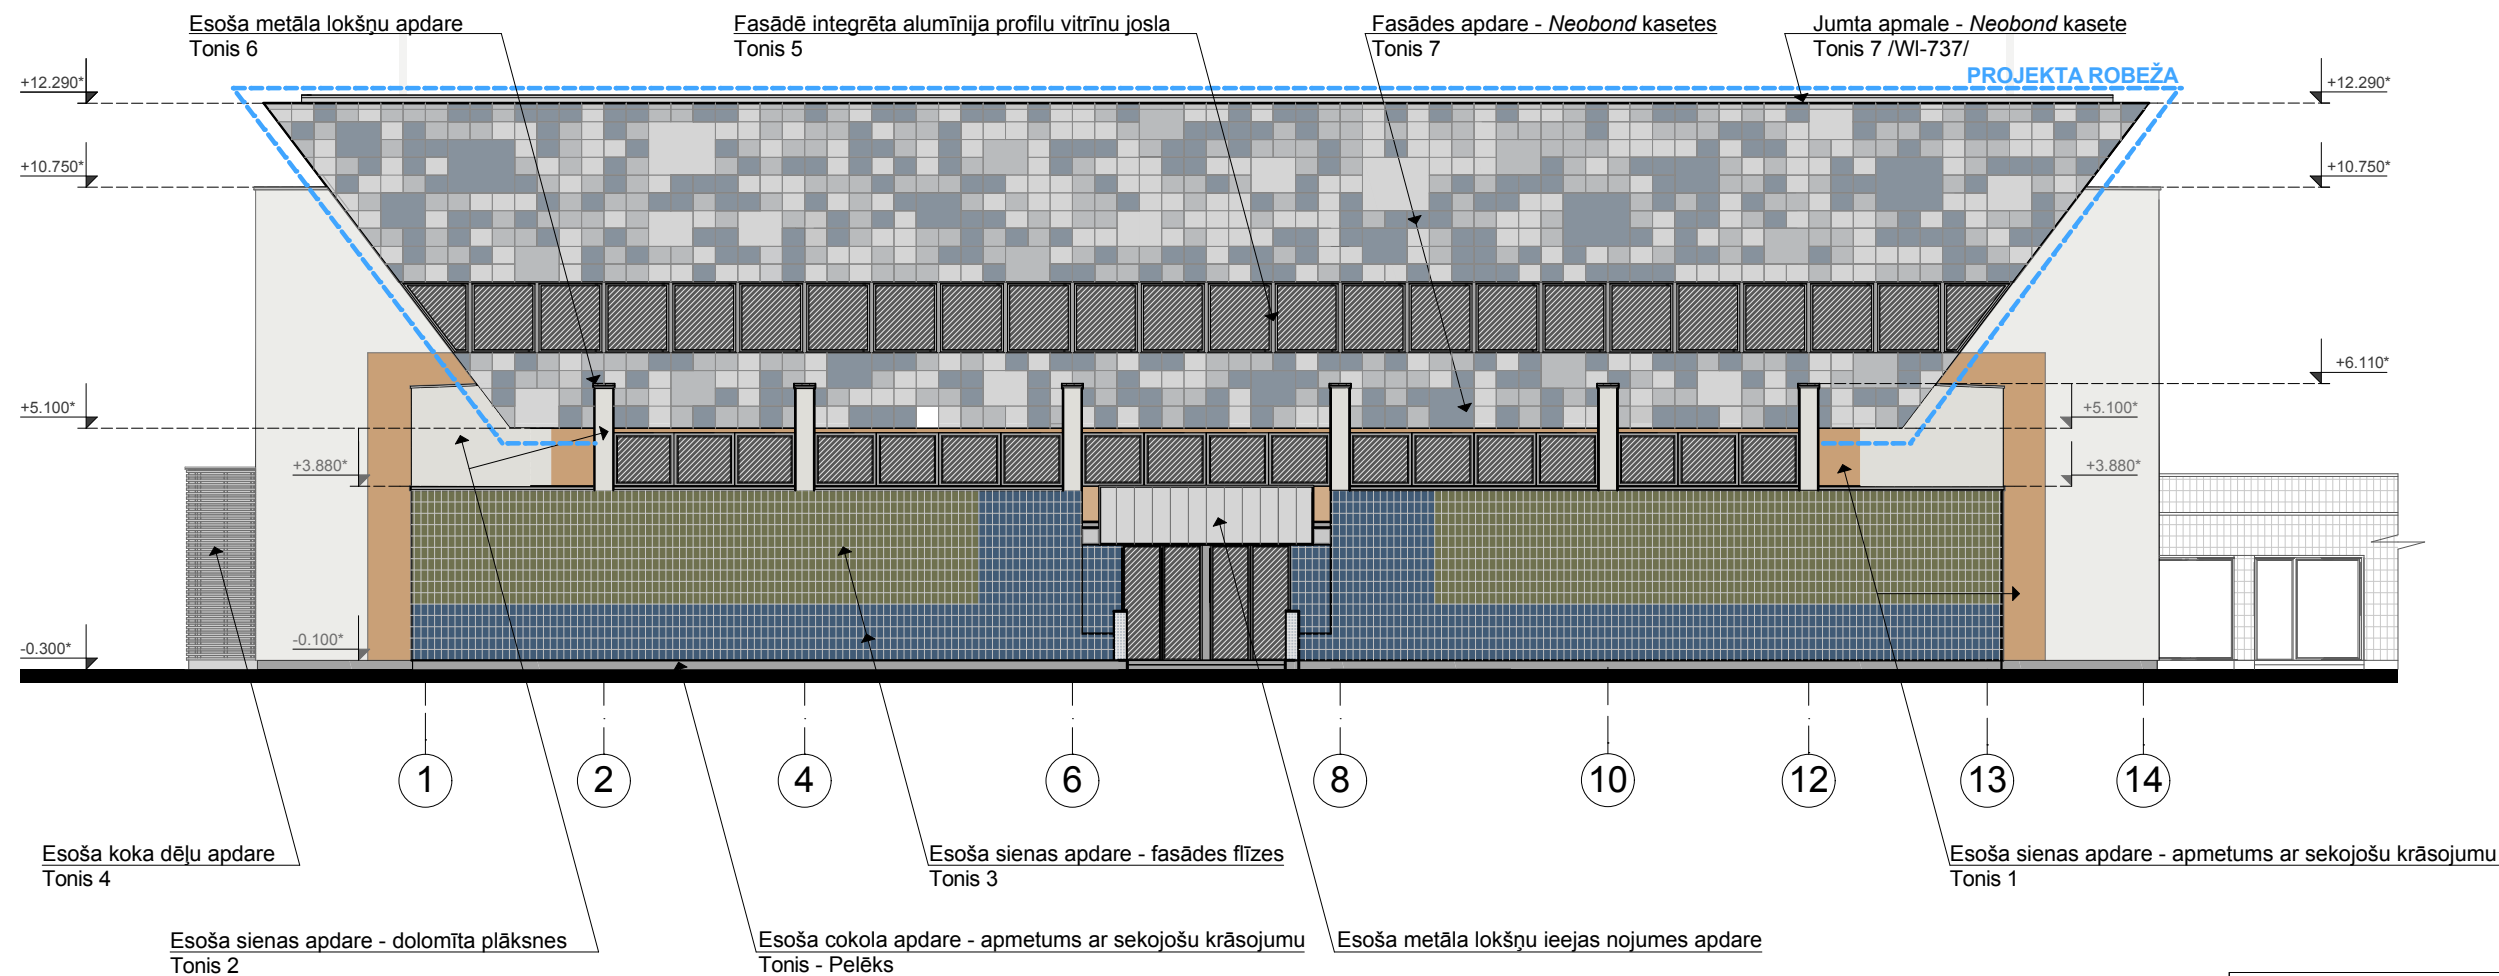 Esoša metāla lokšņu apdare
Tonis 6
Fasādē integrēta alumīnija profilu vitrīnu josla
Tonis 5
Fasādes apdare - Neobond kasetes
Tonis 7
Jumta apmale - Neobond kasete
Tonis 7 /WI-737/
PROJEKTA ROBEŽA
+12.290*
+12.290*
+10.750*
+10.750*
+6.110*
+5.100*
+5.100*
+3.880*
+3.880*
-0.100*
-0.300*
1
2
4
6
8
10
12
13
14
Esoša koka dēļu apdare
Tonis 4
Esoša sienas apdare - fasādes flīzes
Tonis 3
Esoša sienas apdare - apmetums ar sekojošu krāsojumu
Tonis 1
Esoša sienas apdare - dolomīta plāksnes
Tonis 2
Esoša cokola apdare - apmetums ar sekojošu krāsojumu
Tonis - Pelēks
Esoša metāla lokšņu ieejas nojumes apdare